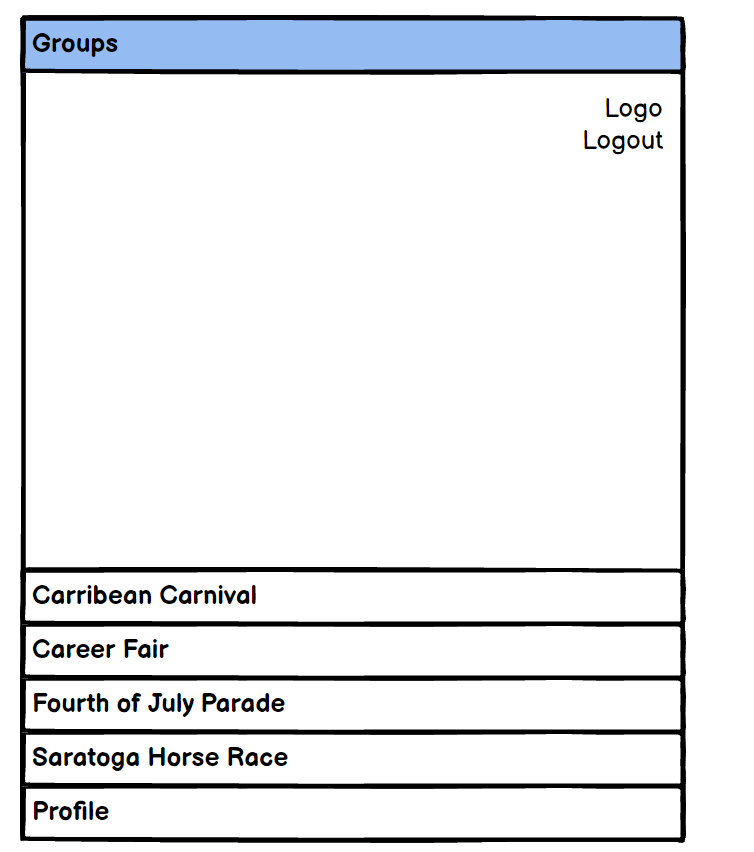 Groups
Logo
Logout
Carribean Carnival
Career Fair
Fourth of July Parade
Saratoga Horse Race
Profile